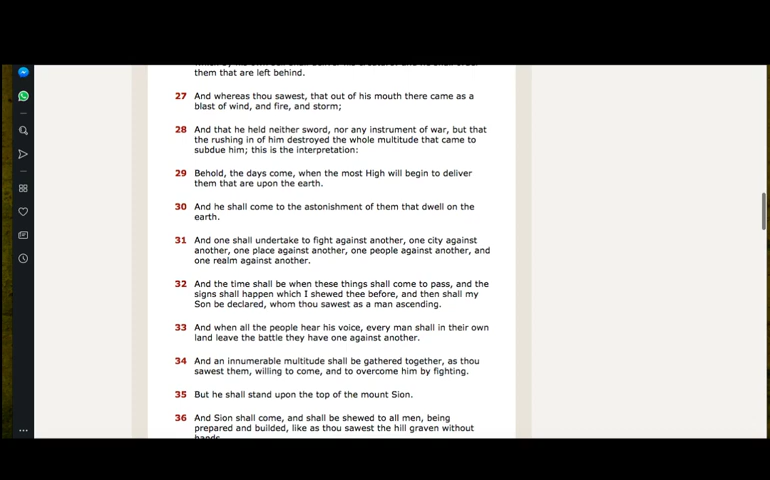 them that are left behind.
27 And whereas thou sawest, that out of his mouth there came as a
blast of wind, and fire, and storm;
28 And that he held neither sword, nor any instrument of war, but that
the rushing in of him destroyed the whole multitude that came to
subdue him; this is the interpretation:
29 Behold, the days come, when the most High will begin to deliver
them that are upon the earth.
30 And he shall come to the astonishment of them that dwell on the
earth.
31 And one shall undertake to fight against another, one city against
another, one place against another, one people against another, and
one realm against another.
32 And the time shall be when these things shall come to pass, and the
signs shall happen which I shewed thee before, and then shall my
Son be declared, whom thou sawest as a man ascending.
33 And when all the people hear his voice, every man shall in their own
land leave the battle they have one against another.
34 And an innumerable multitude shall be gathered together, as thou
sawest them, willing to come, and to overcome him by fighting.
35 But he shall stand upon the top of the mount Sion.
36 And Sion shall come, and shall be shewed to all men, being
prepared and builded, like as thou sawest the hill graven without
hands.